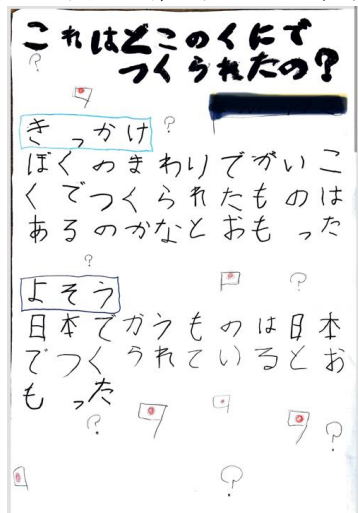 これはどこのくにで
つくられたの?
きっかけ
ぼくのまわりでがいこ
くでつくられたものは
あるのかなとおもった
よそう
日本でかうものは日本
でつくられているとお
もった